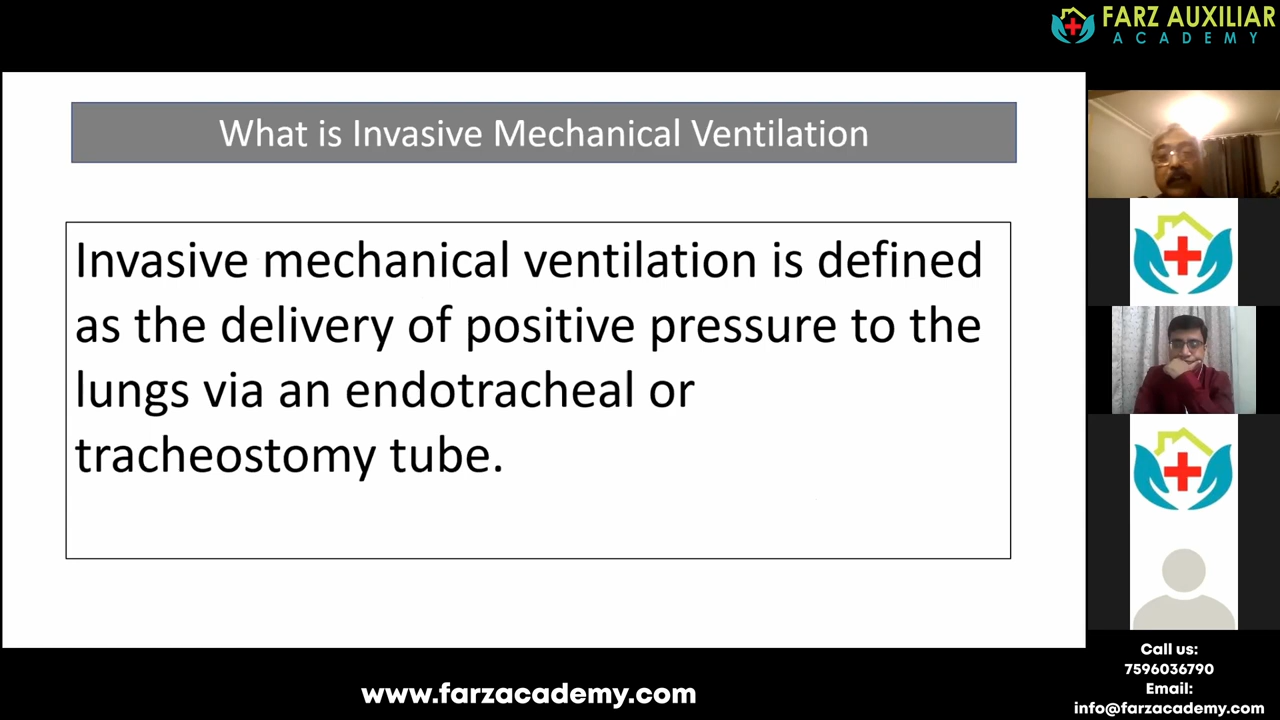 FARZ AUXILIAR
ACADEMY
What is Invasive Mechanical Ventilation
Invasive mechanical ventilation is defined
as the delivery of positive pressure to the
lungs via an endotracheal or
tracheostomy tube.
Call us:
7596036790
Email:
info@farzacademy.com
www.farzacademy.com